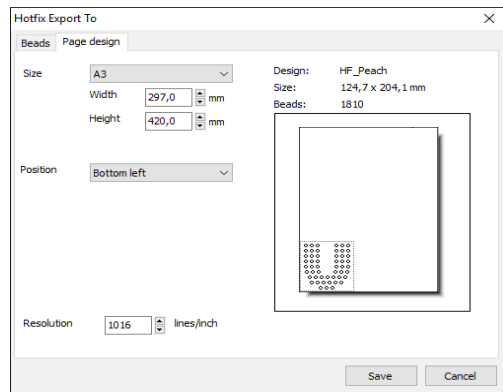 Hotfix Export To
Beads Page design
Size A3
Width 297,0 mm
Height 420,0 mm
Position Bottom left
Resolution 1016 lines/inch
Design: HF_Peach
Size: 124,7 x 204,1 mm
Beads: 1810
Save Cancel